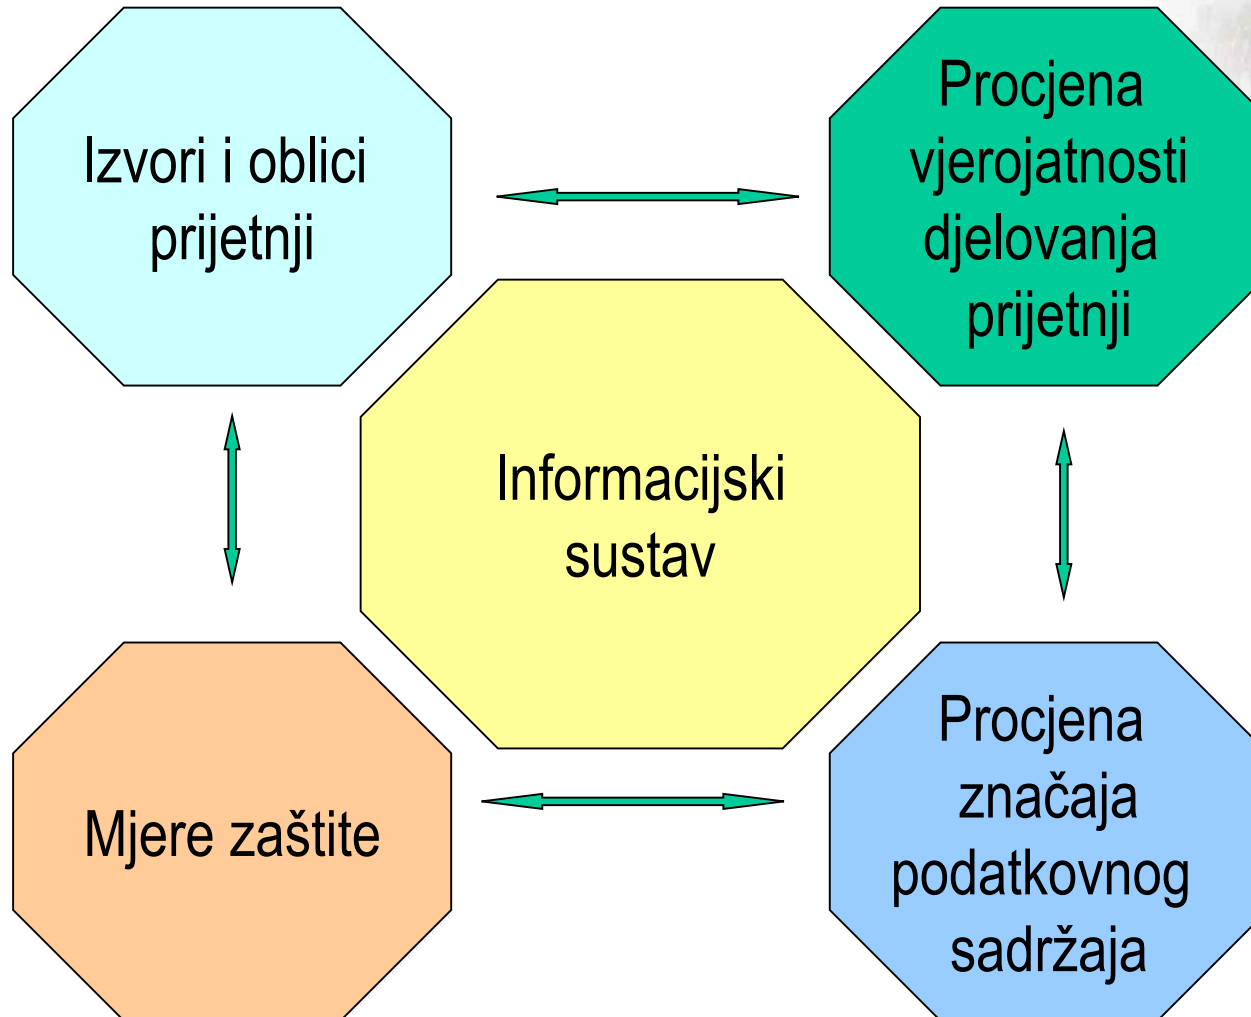 Izvori i oblici
prijetnji
Procjena
vjerojatnosti
djelovanja
prijetnji
Informacijski
sustav
Mjere zaštite
Procjena
značaja
podatkovnog
sadržaja